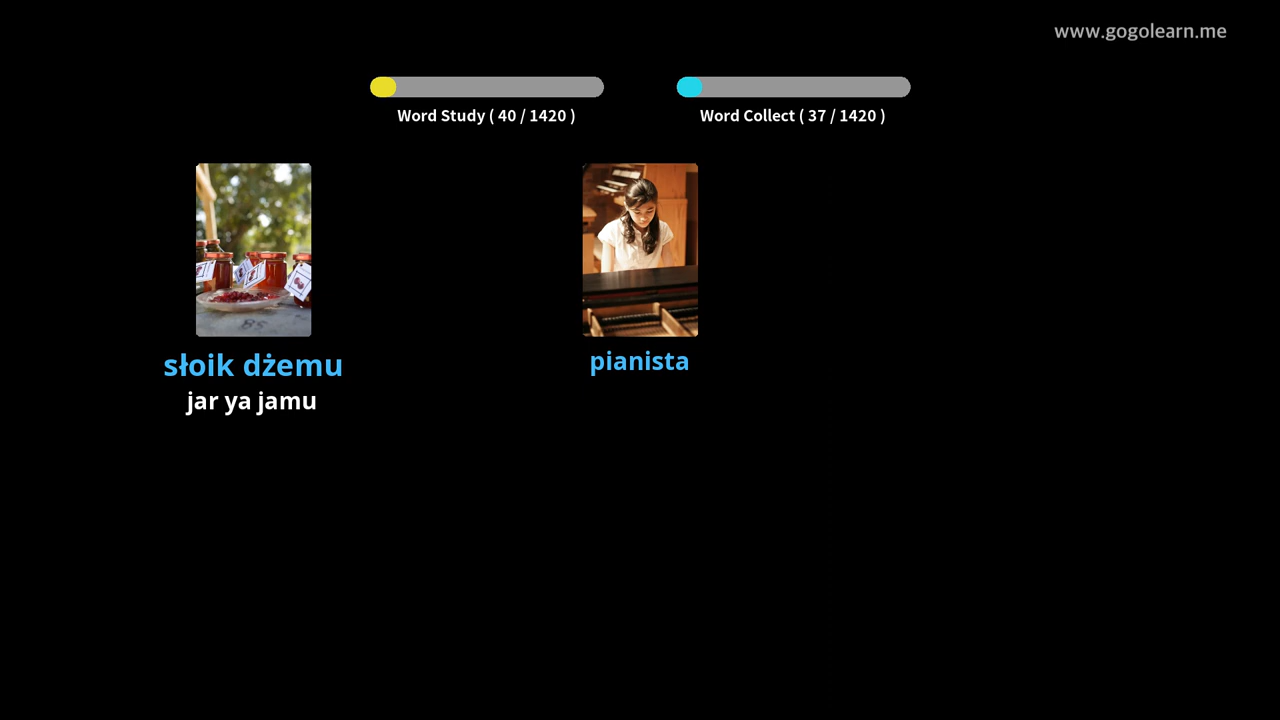 www.gogolearn.me
Word Study ( 40 / 1420 )
Word Collect ( 37 / 1420 )
słoik dżemu
jar ya jamu
pianista